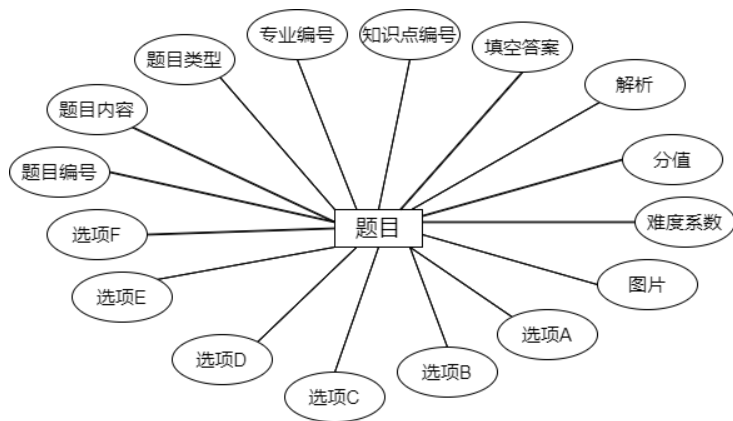 专业编号
知识点编号
填空答案
题目类型
解析
题目内容
分值
题目编号
难度系数
题目
选项F
图片
选项E
选项A
选项D
选项B
选项C